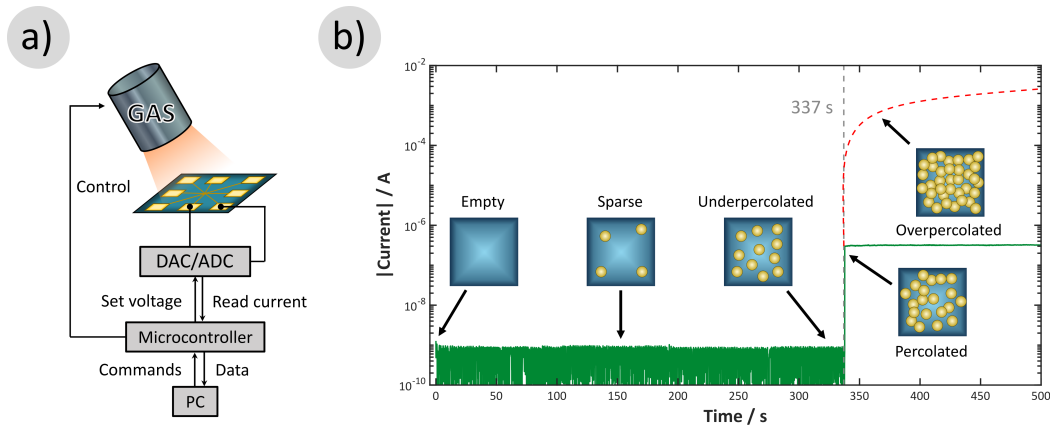 a)
GAS
Control
DAC/ADC
Set voltage
Read current
Microcontroller
Commands
Data
PC
b)
10⁻²
10⁻⁴
10⁻⁶
10⁻⁸
10⁻¹⁰
|Current| / A
337 s
Empty
Sparse
Underpercolated
Overpercolated
Percolated
0 50 100 150 200 250 300 350 400 450 500
Time / s